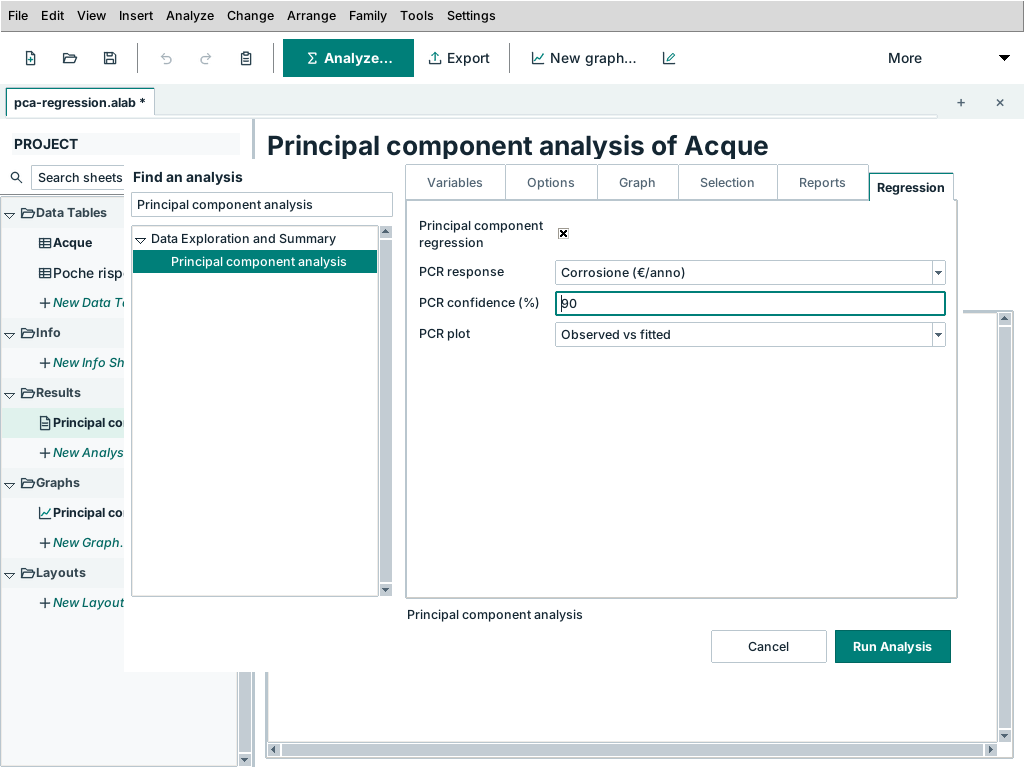 File Edit View Insert Analyze Change Arrange Family Tools Settings
Analyze... Export New graph... More
pca-regression.alab *
PROJECT
Search sheets
Data Tables
Acque
Poche risp
New Data T
Info
New Info Sh
Results
Principal co
New Analys
Graphs
Principal co
New Graph.
Layouts
New Layout
Principal component analysis of Acque
Find an analysis
Principal component analysis
Data Exploration and Summary
Principal component analysis
Variables Options Graph Selection Reports Regression
Principal component
regression
PCR response Corrosione (€/anno)
PCR confidence (%) 90
PCR plot Observed vs fitted
Principal component analysis
Cancel Run Analysis